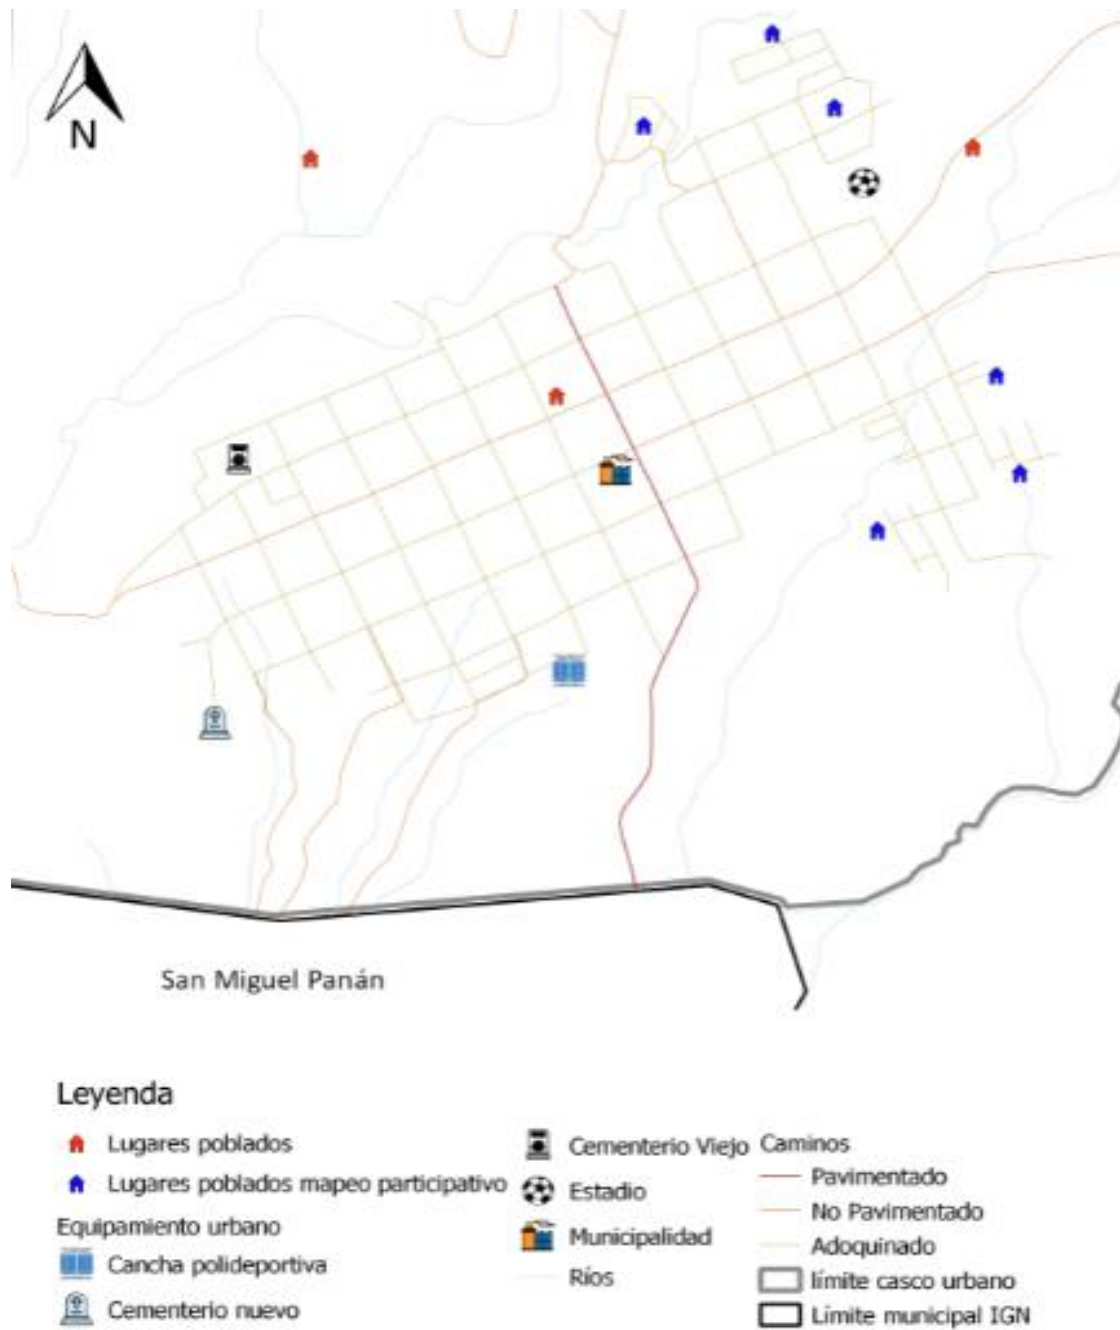 N
San Miguel Panán
Leyenda
Lugares poblados
Lugares poblados mapeo participativo
Equipamiento urbano
Cancha polideportiva
Cementerio nuevo
Cementerio Viejo
Estadio
Municipalidad
Ríos
Caminos
Pavimentado
No Pavimentado
Adoquinado
límite casco urbano
Límite municipal IGN